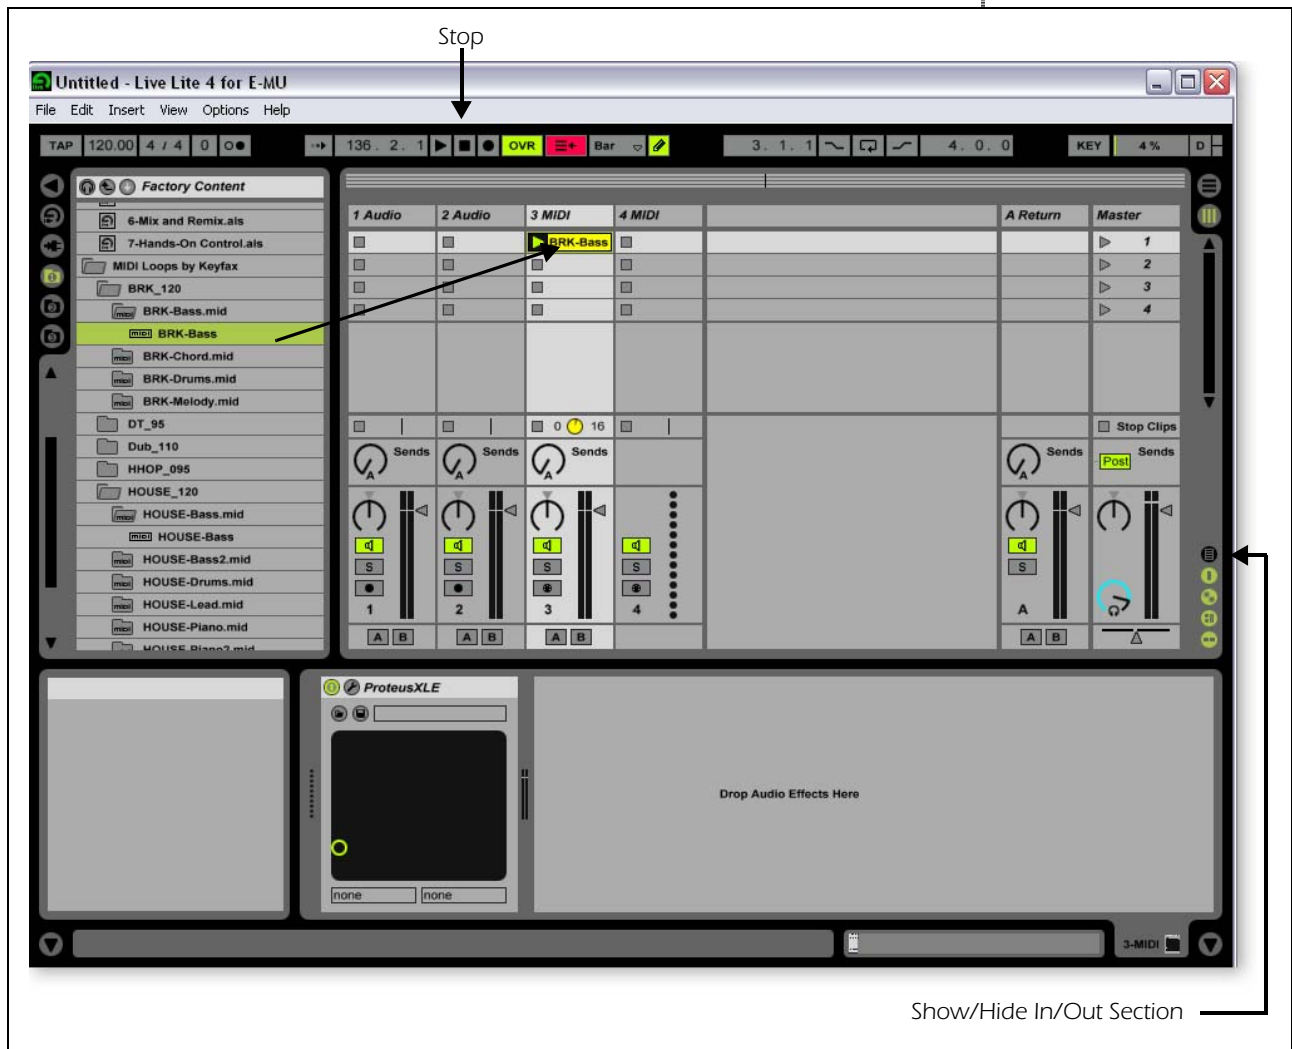 Stop
Untitled - Live Lite 4 for E-MU
File Edit Insert View Options Help
TAP 120.00 4 / 4 0 136. 2. 1 OVR Bar 3. 1. 1 4. 0. 0 KEY 4 % D
Factory Content
6-Mix and Remix.als
7-Hands-On Control.als
MIDI Loops by Keyfax
BRK_120
BRK-Bass.mid
midi BRK-Bass
BRK-Chord.mid
BRK-Drums.mid
BRK-Melody.mid
DT_95
Dub_110
HHOP_095
HOUSE_120
HOUSE-Bass.mid
midi HOUSE-Bass
HOUSE-Bass2.mid
HOUSE-Drums.mid
HOUSE-Lead.mid
HOUSE-Piano.mid
HOUSE-Piano2.mid
1 Audio 2 Audio 3 MIDI 4 MIDI A Return Master
BRK-Bass 1
2
3
4
0 16 Stop Clips
Sends Sends Sends Sends Sends
A A A A Post
S S S S S
1 2 3 4 A
A B A B A B A B
ProteusXLE
none none
Drop Audio Effects Here
3-MIDI
Show/Hide In/Out Section